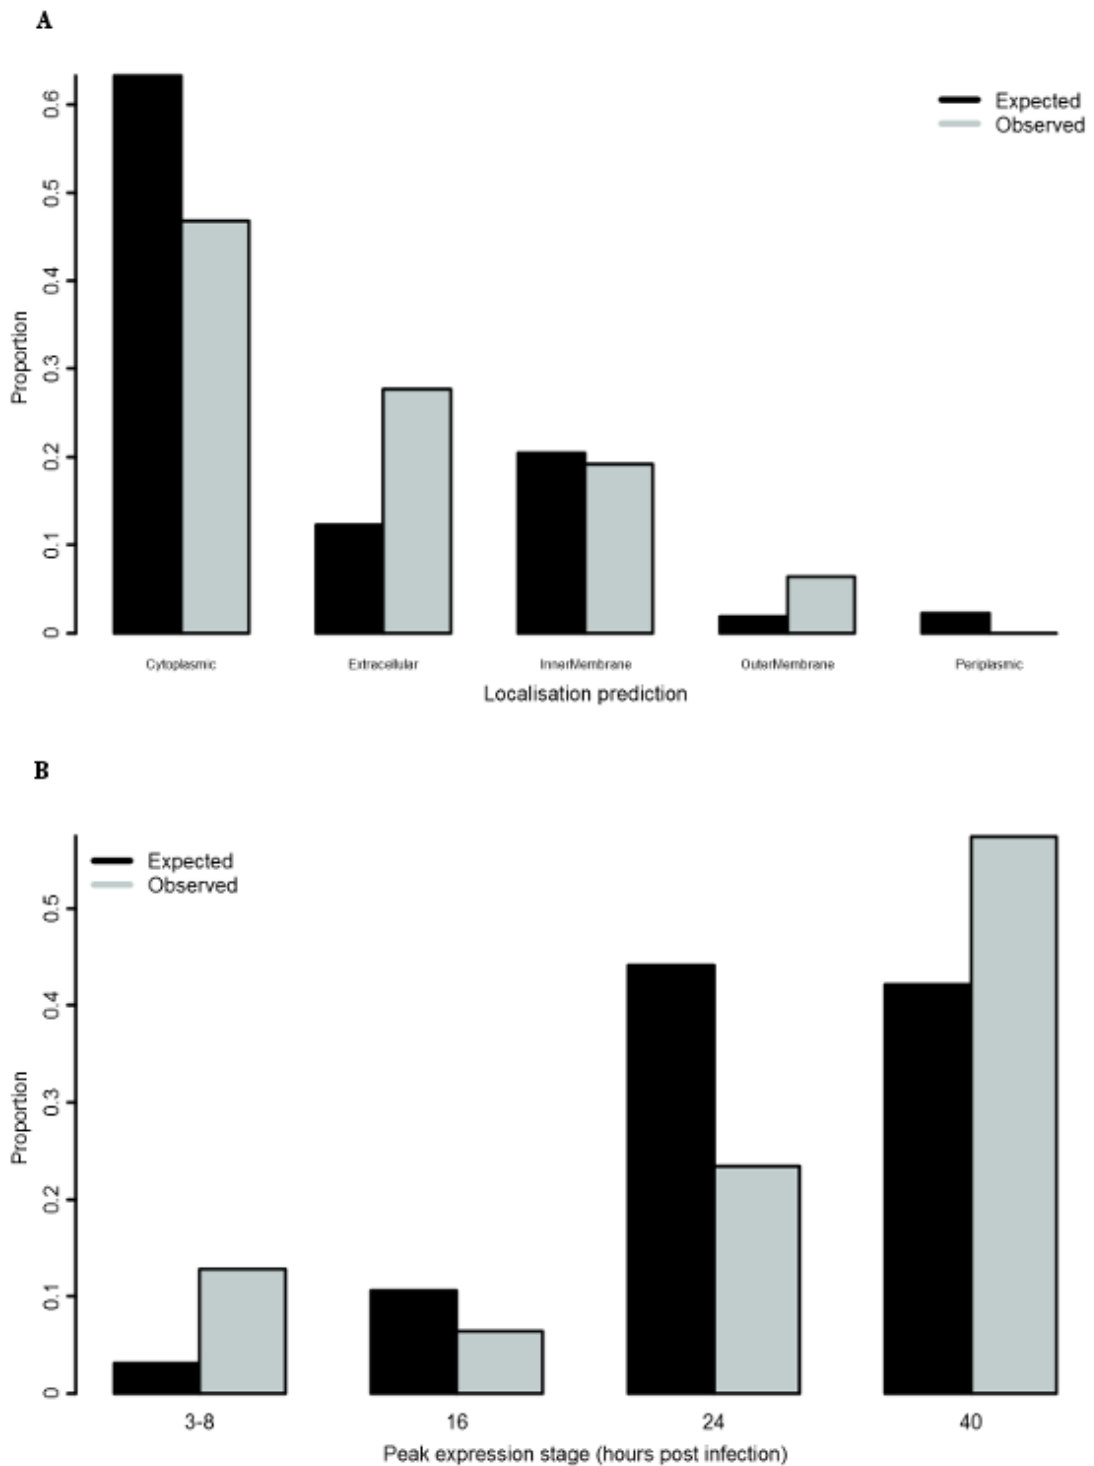 A
Expected
Observed
Proportion
0.6
0.5
0.4
0.3
0.2
0.1
0
Cytoplasmic Extracellular InnerMembrane OuterMembrane Periplasmic
Localisation prediction
B
Expected
Observed
Proportion
0.5
0.4
0.3
0.2
0.1
0
3-8 16 24 40
Peak expression stage (hours post infection)